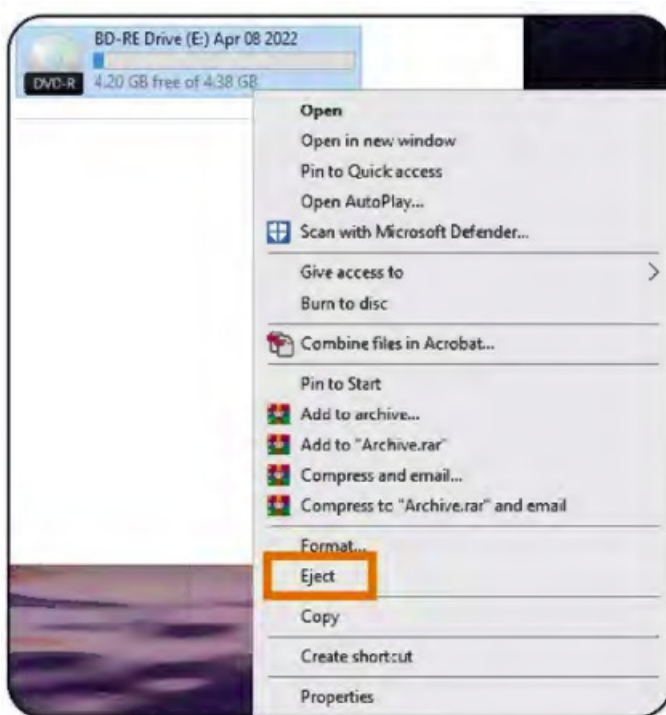 BD-RE Drive (E:) Apr 08 2022
DVD-R
4.20 GB free of 4.38 GB
Open
Open in new window
Pin to Quick access
Open AutoPlay...
Scan with Microsoft Defender...
Give access to
Burn to disc
Combine files in Acrobat...
Pin to Start
Add to archive...
Add to "Archive.rar"
Compress and email...
Compress to "Archive.rar" and email
Format...
Eject
Copy
Create shortcut
Properties